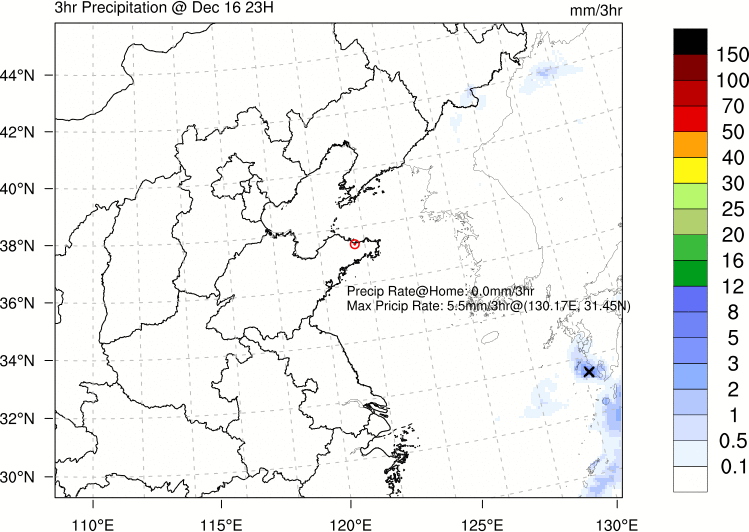 3hr Precipitation @ Dec 16 23H
mm/3hr
44°N
42°N
40°N
38°N
36°N
34°N
32°N
30°N
Precip Rate@Home: 0.0mm/3hr
Max Pricip Rate: 5.5mm/3hr@(130.17E, 31.45N)
110°E
115°E
120°E
125°E
130°E
150
100
70
50
40
30
25
20
16
12
8
5
3
2
1
0.5
0.1